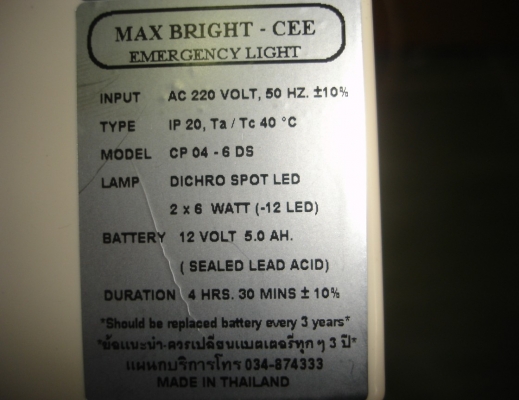 MAX BRIGHT - CEE
EMERGENCY LIGHT
INPUT AC 220 VOLT, 50 HZ. ±10%
TYPE IP 20, Ta / Tc 40 °C
MODEL CP 04 - 6 DS
LAMP DICHRO SPOT LED
2 x 6 WATT (-12 LED)
BATTERY 12 VOLT 5.0 AH.
( SEALED LEAD ACID)
DURATION 4 HRS. 30 MINS ± 10%
"Should be replaced battery every 3 years"
"ข้อแนะนำ-ควรเปลี่ยนแบตเตอรี่ทุก ๆ 3 ปี"
แผนกบริการโทร 034-874333
MADE IN THAILAND